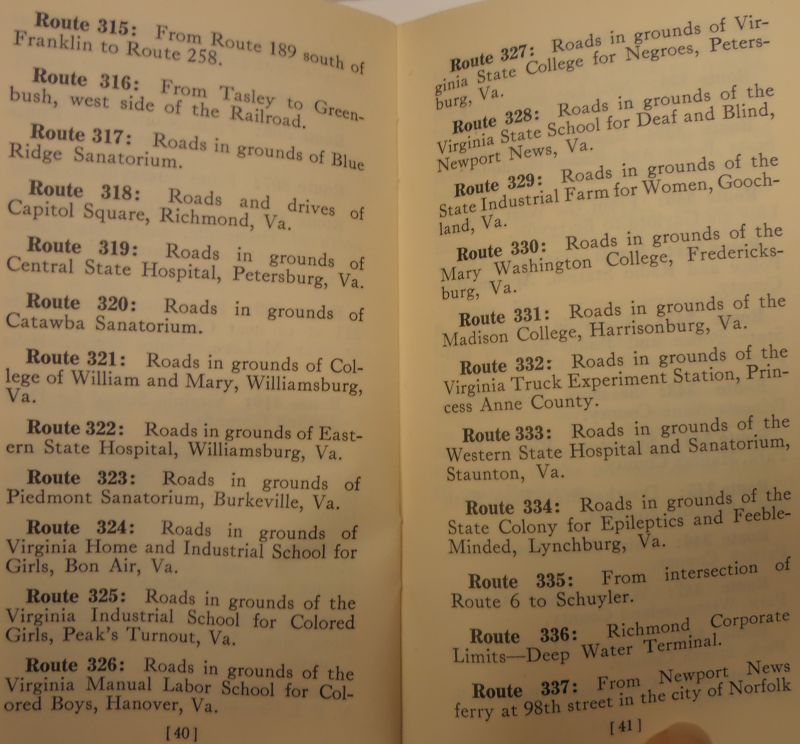 Route 315: From Route 189 south of
Franklin to Route 258.
Route 316: From Tasley to Green-
bush, west side of the Railroad.
Route 317: Roads in grounds of Blue
Ridge Sanatorium.
Route 318: Roads and drives of
Capitol Square, Richmond, Va.
Route 319: Roads in grounds of
Central State Hospital, Petersburg, Va.
Route 320: Roads in grounds of
Catawba Sanatorium.
Route 321: Roads in grounds of Col-
lege of William and Mary, Williamsburg,
Va.
Route 322: Roads in grounds of East-
ern State Hospital, Williamsburg, Va.
Route 323: Roads in grounds of
Piedmont Sanatorium, Burkeville, Va.
Route 324: Roads in grounds of
Virginia Home and Industrial School for
Girls, Bon Air, Va.
Route 325: Roads in grounds of the
Virginia Industrial School for Colored
Girls, Peak's Turnout, Va.
Route 326: Roads in grounds of the
Virginia Manual Labor School for Col-
ored Boys, Hanover, Va.
[40]
Route 327: Roads in grounds of Vir-
ginia State College for Negroes, Peters-
burg, Va.
Route 328: Roads in grounds of the
Virginia State School for Deaf and Blind,
Newport News, Va.
Route 329: Roads in grounds of the
State Industrial Farm for Women, Gooch-
land, Va.
Route 330: Roads in grounds of the
Mary Washington College, Fredericks-
burg, Va.
Route 331: Roads in grounds of the
Madison College, Harrisonburg, Va.
Route 332: Roads in grounds of the
Virginia Truck Experiment Station, Prin-
cess Anne County.
Route 333: Roads in grounds of the
Western State Hospital and Sanatorium,
Staunton, Va.
Route 334: Roads in grounds of the
State Colony for Epileptics and Feeble-
Minded, Lynchburg, Va.
Route 335: From intersection of
Route 6 to Schuyler.
Route 336: Richmond Corporate
Limits—Deep Water Terminal.
Route 337: From Newport News
ferry at 98th street in the city of Norfolk
[41]